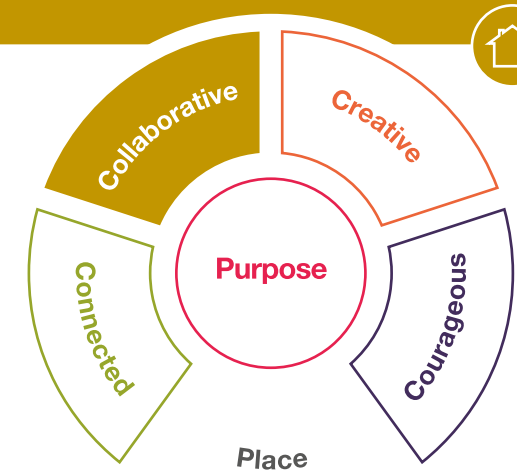 Collaborative
Creative
Purpose
Connected
Courageous
Place